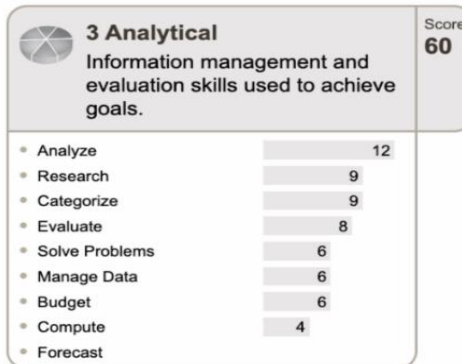 3 Analytical
Information management and
evaluation skills used to achieve
goals.
Score
60
Analyze 12
Research 9
Categorize 9
Evaluate 8
Solve Problems 6
Manage Data 6
Budget 6
Compute 4
Forecast